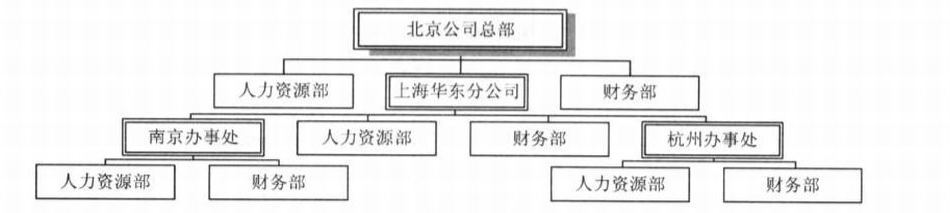 北京公司总部
人力资源部
上海华东分公司
财务部
南京办事处
人力资源部
财务部
杭州办事处
人力资源部
财务部
人力资源部
财务部